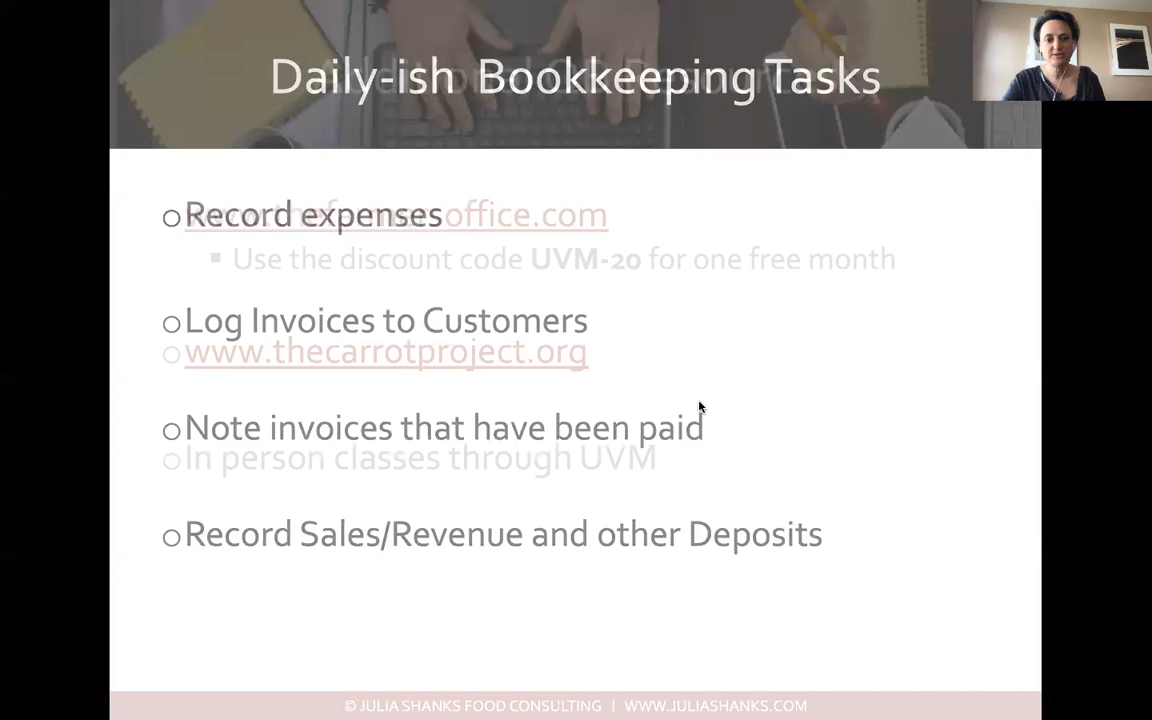 Daily-ish Bookkeeping Tasks
Record expenses
office.com
Use the discount code UVM-20 for one free month
Log Invoices to Customers
www.thecarrotproject.org
Note invoices that have been paid
In person classes through UVM
Record Sales/Revenue and other Deposits
© JULIA SHANKS FOOD CONSULTING | WWW.JULIASHANKS.COM